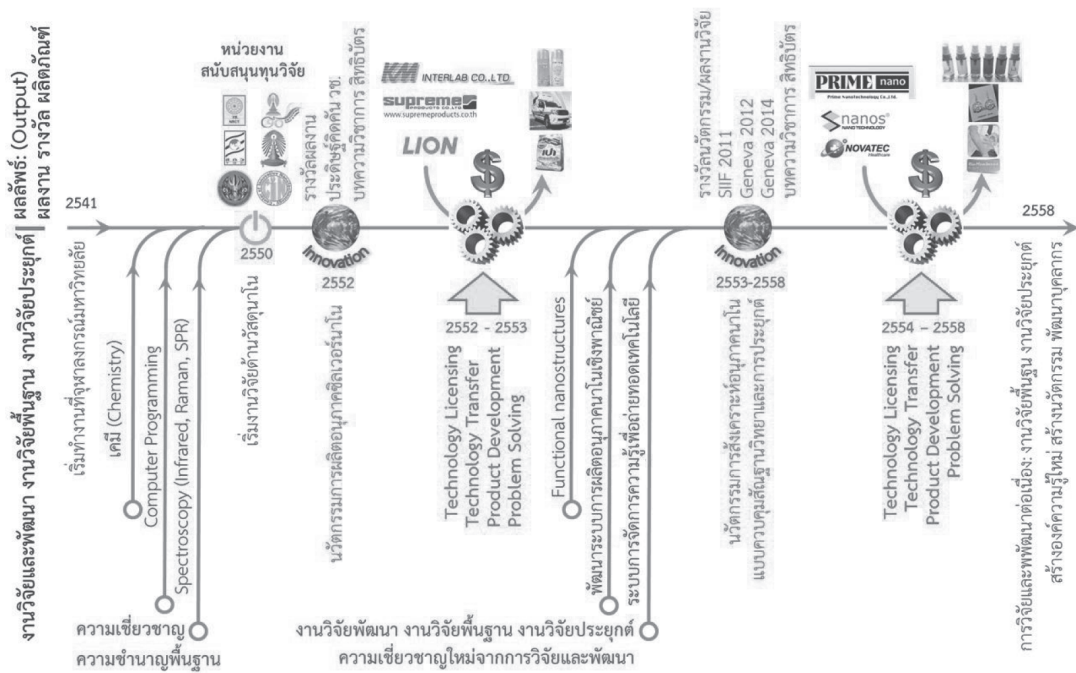 ผลลัพธ์: (Output)
ผลงาน รางวัล ผลิตภัณฑ์
งานวิจัยและพัฒนา งานวิจัยพื้นฐาน งานวิจัยประยุกต์
2541
เริ่มทำงานที่จุฬาลงกรณ์มหาวิทยาลัย
เคมี (Chemistry)
Computer Programming
Spectroscopy (Infrared, Raman, SPR)
ความเชี่ยวชาญ
ความชำนาญพื้นฐาน
หน่วยงาน
สนับสนุนทุนวิจัย
2550
เริ่มงานวิจัยด้านวัสดุนาโน
รางวัลผลงาน
ประดิษฐ์คิดค้น วช.
บทความวิชาการ สิทธิบัตร
Innovation
2552
นวัตกรรมการผลิตอนุภาคซิลเวอร์นาโน
INTERLAB CO.,LTD.
supreme
PRODUCTS CO.,LTD.
www.supremeproducts.co.th
LION
เปา
$
2552 - 2553
Technology Licensing
Technology Transfer
Product Development
Problem Solving
Functional nanostructures
พัฒนาระบบการผลิตอนุภาคนาโนเชิงพาณิชย์
ระบบการจัดการความรู้เพื่อถ่ายทอดเทคโนโลยี
งานวิจัยพัฒนา งานวิจัยพื้นฐาน งานวิจัยประยุกต์
ความเชี่ยวชาญใหม่จากการวิจัยและพัฒนา
รางวัลนวัตกรรม/ผลงานวิจัย
SIIF 2011
Geneva 2012
Geneva 2014
บทความวิชาการ สิทธิบัตร
Innovation
2553-2558
นวัตกรรมการสังเคราะห์อนุภาคนาโน
แบบควบคุมสัณฐานวิทยาและการประยุกต์
PRIME nano
Prime Nanotechnology Co.,Ltd.
nanos
NANO TECHNOLOGY
NOVATEC
Healthcare
$
2554 - 2558
Technology Licensing
Technology Transfer
Product Development
Problem Solving
2558
การวิจัยและพัฒนาต่อเนื่อง: งานวิจัยพื้นฐาน งานวิจัยประยุกต์
สร้างองค์ความรู้ใหม่ สร้างนวัตกรรม พัฒนาบุคลากร